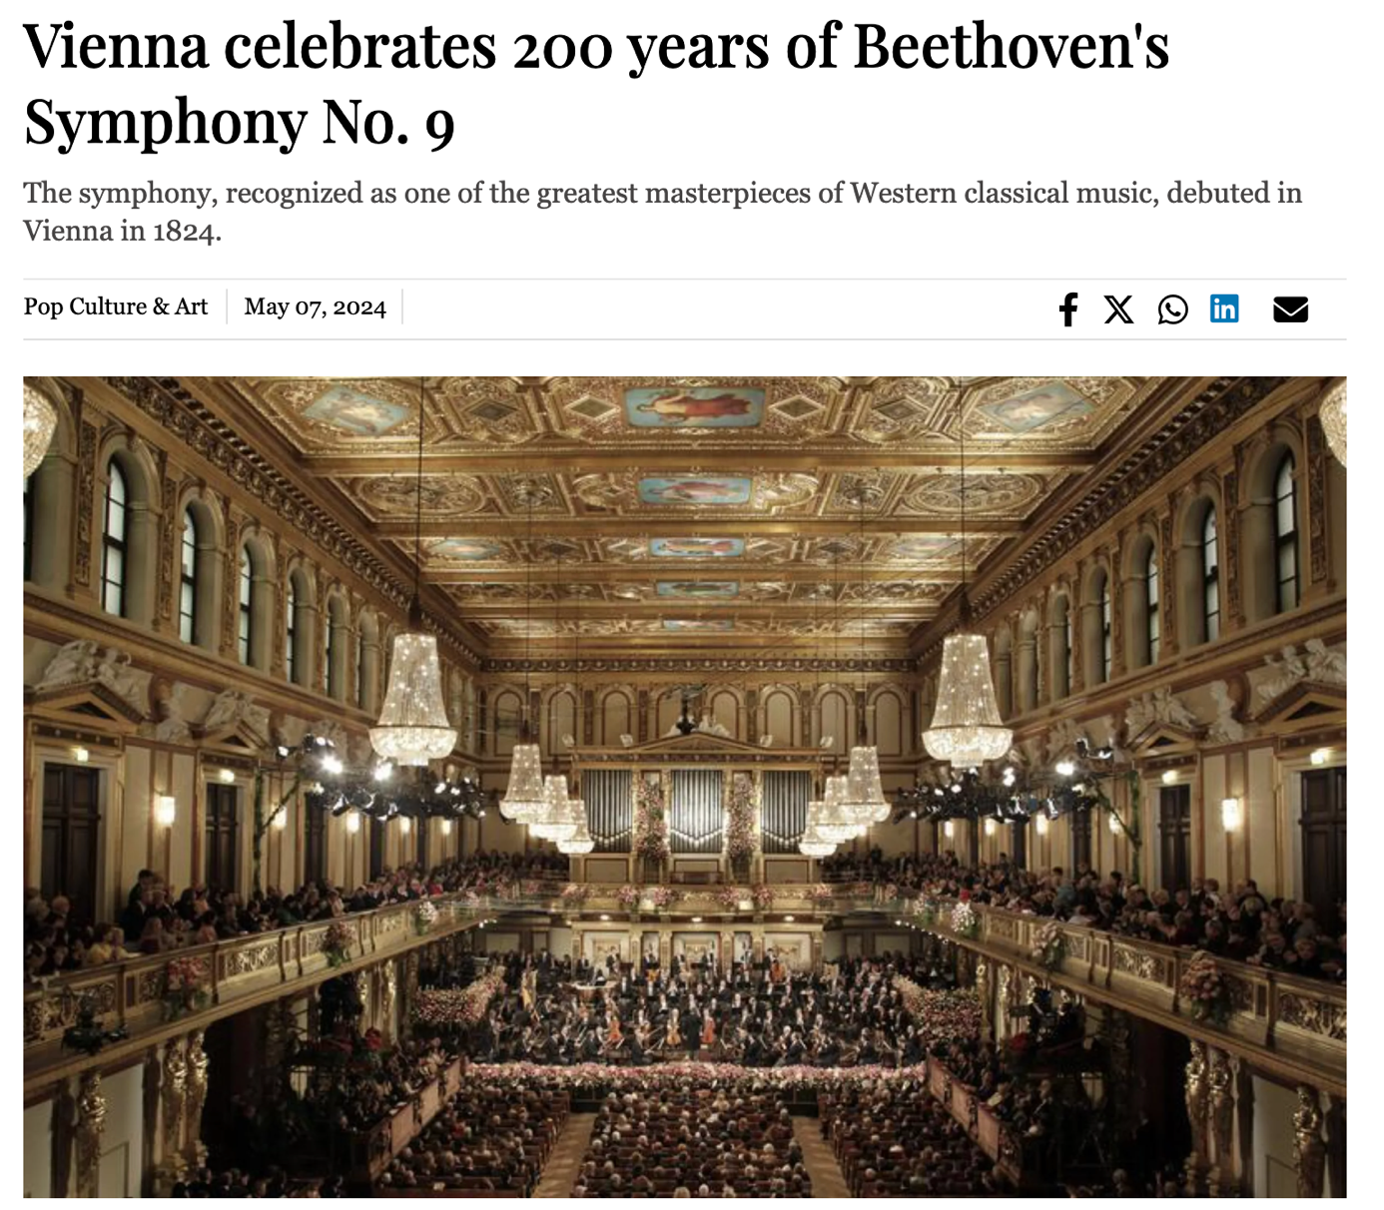 Vienna celebrates 200 years of Beethoven's
Symphony No. 9
The symphony, recognized as one of the greatest masterpieces of Western classical music, debuted in
Vienna in 1824.
Pop Culture & Art
May 07, 2024
in